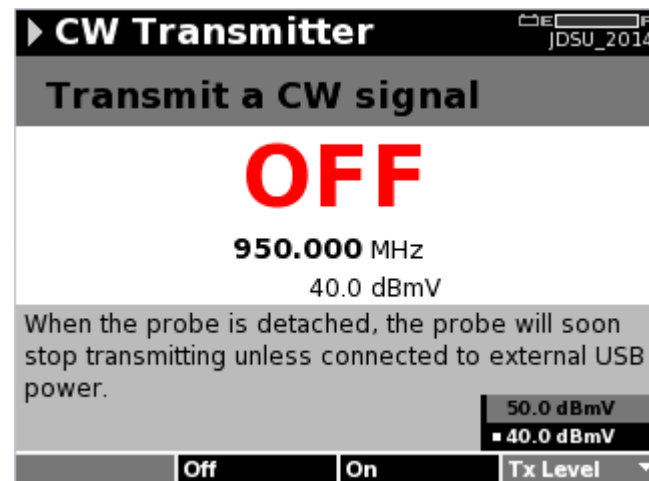 CW Transmitter
E F
JDSU_2014
Transmit a CW signal
OFF
950.000 MHz
40.0 dBmV
When the probe is detached, the probe will soon
stop transmitting unless connected to external USB
power.
50.0 dBmV
40.0 dBmV
Off On Tx Level